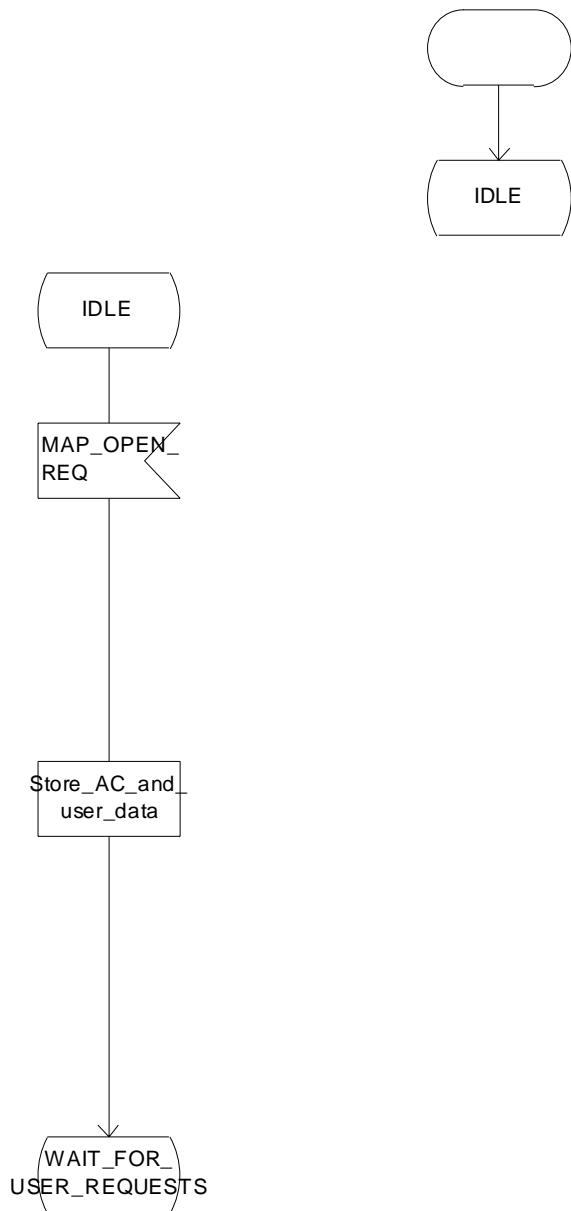 IDLE
IDLE
MAP_OPEN_
REQ
Store_AC_and_
user_data
WAIT_FOR_
USER_REQUESTS